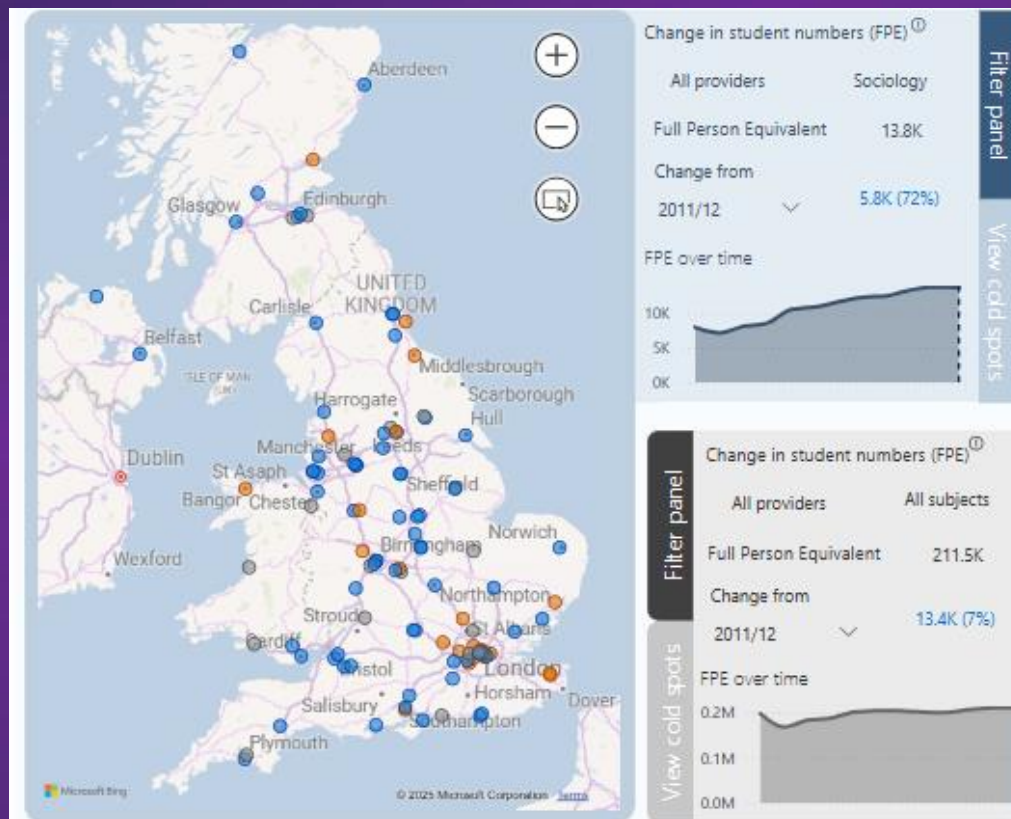 Aberdeen
Glasgow
Edinburgh
UNITED
KINGDOM
Carlisle
Belfast
ISLE OF MAN
Middlesbrough
Scarborough
Harrogate
Hull
Manchester
Leeds
Dublin
St Asaph
Sheffield
Bangor
Chester
Norwich
Wexford
Birmingham
Northampton
Stroud
St Albans
Cardiff
Bristol
London
Salisbury
Horsham
Dover
Southampton
Plymouth
Microsoft Bing
© 2025 Microsoft Corporation Terms
Change in student numbers (FPE)
All providers Sociology
Full Person Equivalent 13.8K
Change from
2011/12 5.8K (72%)
FPE over time
10K
5K
0K
Filter panel
View cold spots
Change in student numbers (FPE)
All providers All subjects
Full Person Equivalent 211.5K
Change from
2011/12 13.4K (7%)
FPE over time
0.2M
0.1M
0.0M
Filter panel
View cold spots